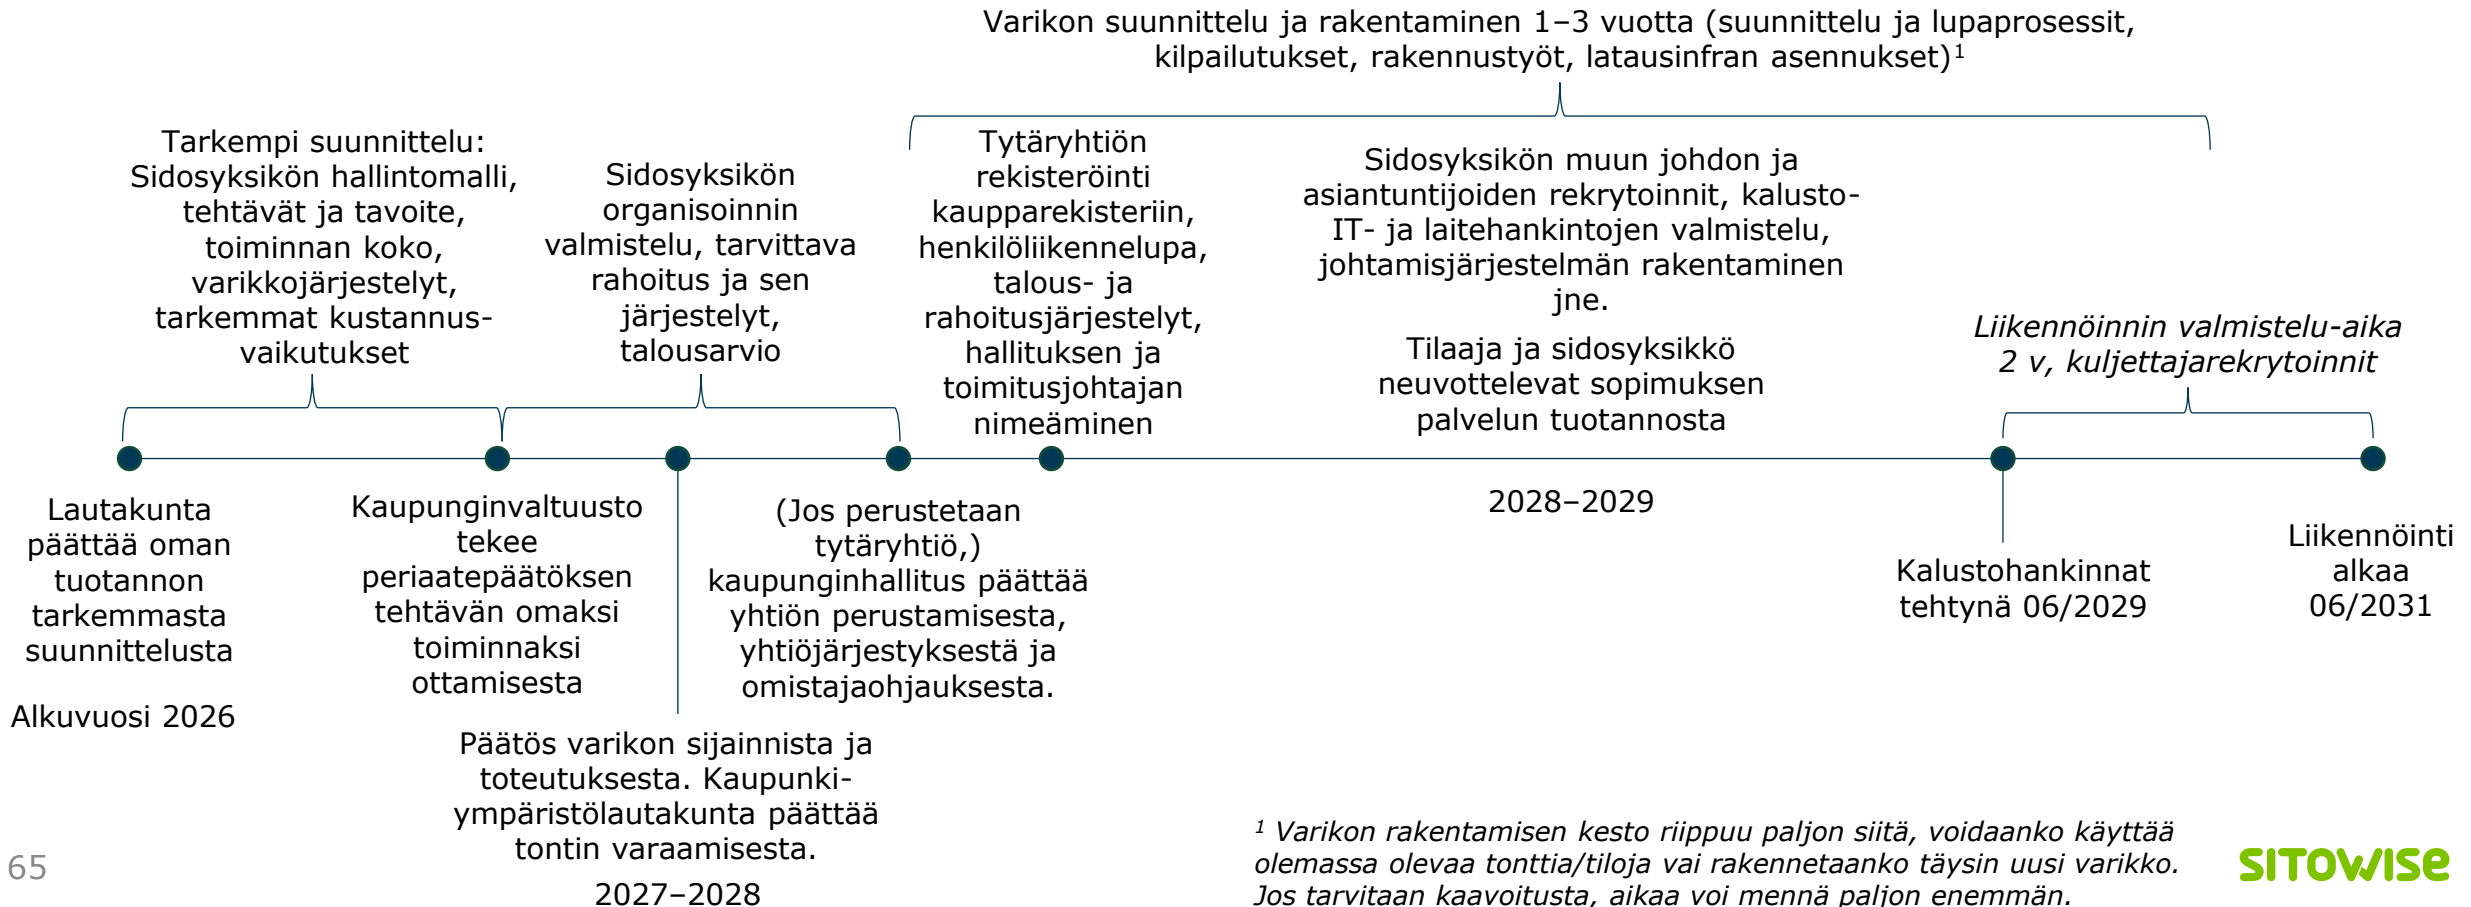 Varikon suunnittelu ja rakentaminen 1–3 vuotta (suunnittelu ja lupaprosessit,
kilpailutukset, rakennustyöt, latausinfran asennukset)¹
Tarkempi suunnittelu:
Sidosyksikön hallintomalli,
tehtävät ja tavoite,
toiminnan koko,
varikkojärjestelyt,
tarkemmat kustannus-
vaikutukset
Sidosyksikön
organisoinnin
valmistelu, tarvittava
rahoitus ja sen
järjestelyt,
talousarvio
Tytäryhtiön
rekisteröinti
kaupparekisteriin,
henkilöliikennelupa,
talous- ja
rahoitusjärjestelyt,
hallituksen ja
toimitusjohtajan
nimeäminen
Sidosyksikön muun johdon ja
asiantuntijoiden rekrytoinnit, kalusto-
IT- ja laitehankintojen valmistelu,
johtamisjärjestelmän rakentaminen
jne.
Tilaaja ja sidosyksikkö
neuvottelevat sopimuksen
palvelun tuotannosta
Liikennöinnin valmistelu-aika
2 v, kuljettajarekrytoinnit
Lautakunta
päättää oman
tuotannon
tarkemmasta
suunnittelusta
Alkuvuosi 2026
Kaupunginvaltuusto
tekee
periaatepäätöksen
tehtävän omaksi
toiminnaksi
ottamisesta
Päätös varikon sijainnista ja
toteutuksesta. Kaupunki-
ympäristölautakunta päättää
tontin varaamisesta.
2027–2028
(Jos perustetaan
tytäryhtiö,)
kaupunginhallitus päättää
yhtiön perustamisesta,
yhtiöjärjestyksestä ja
omistajaohjauksesta.
2028–2029
Kalustohankinnat
tehtynä 06/2029
Liikennöinti
alkaa
06/2031
¹ Varikon rakentamisen kesto riippuu paljon siitä, voidaanko käyttää
olemassa olevaa tonttia/tiloja vai rakennetaanko täysin uusi varikko.
Jos tarvitaan kaavoitusta, aikaa voi mennä paljon enemmän.
65
SITOWISE